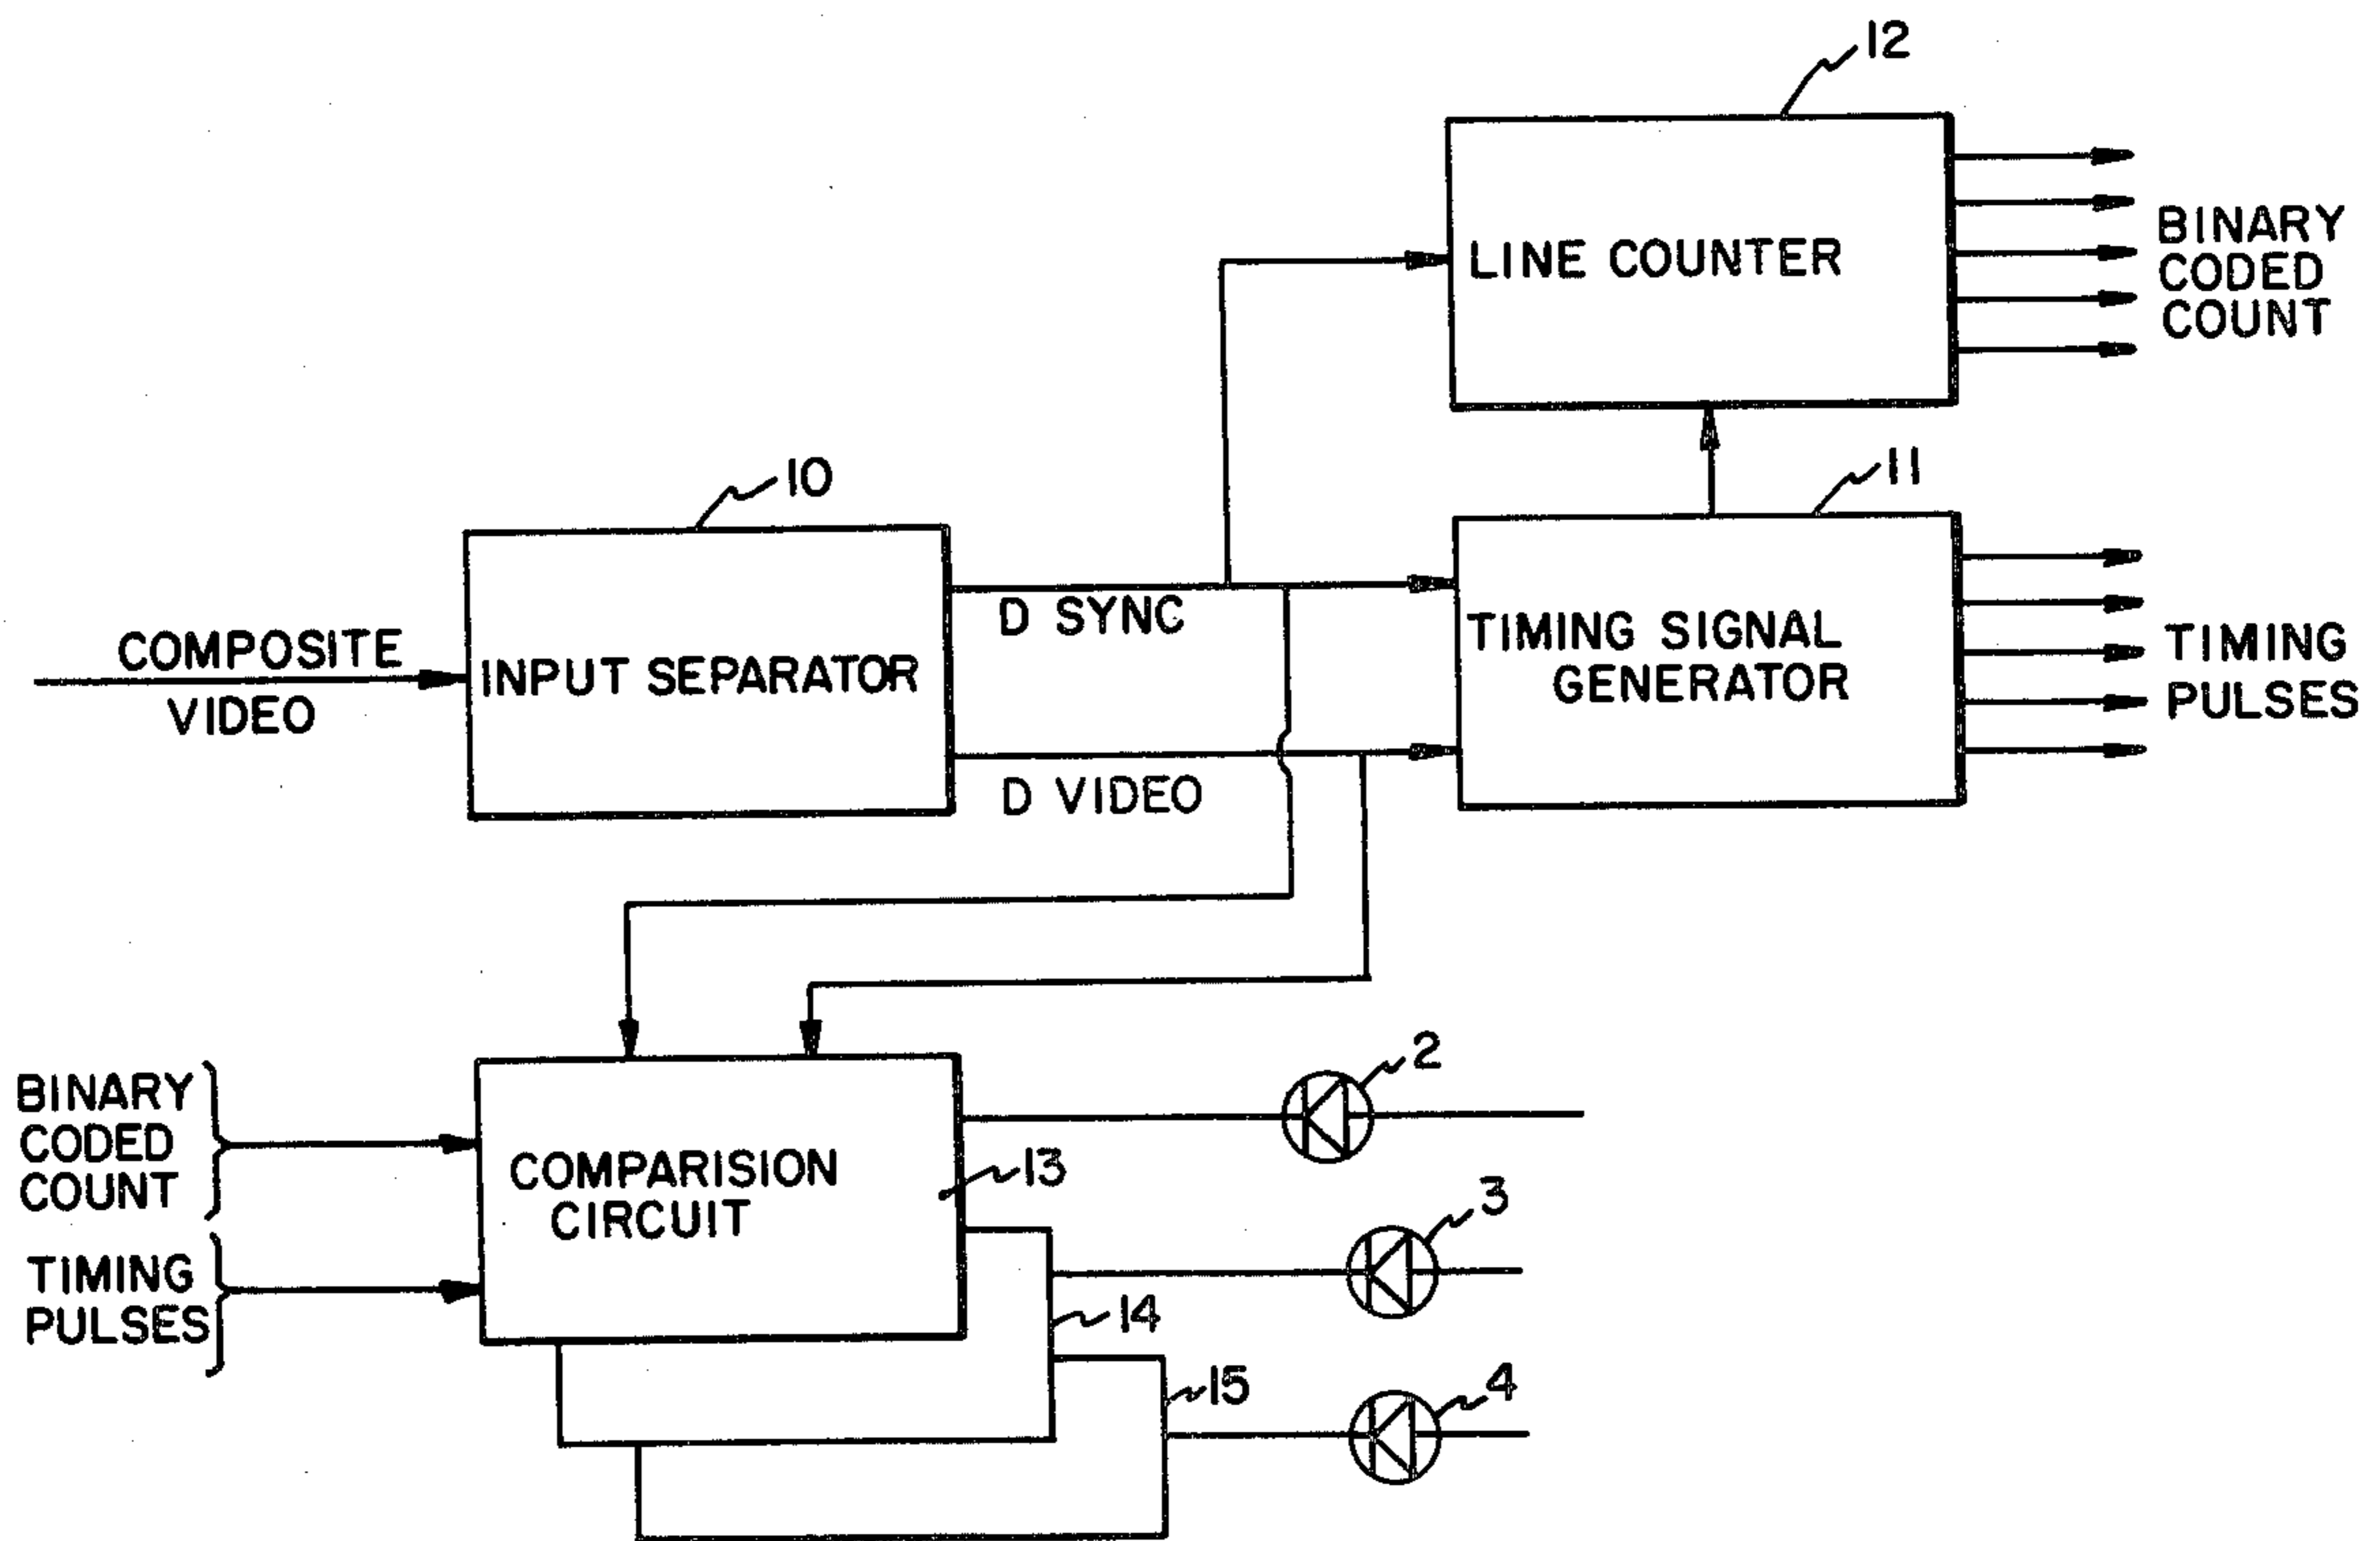 12
LINE COUNTER
BINARY
CODED
COUNT
10
11
COMPOSITE
VIDEO
INPUT SEPARATOR
D SYNC
D VIDEO
TIMING SIGNAL
GENERATOR
TIMING
PULSES
BINARY
CODED
COUNT
TIMING
PULSES
COMPARISION
CIRCUIT
13
14
15
2
3
4